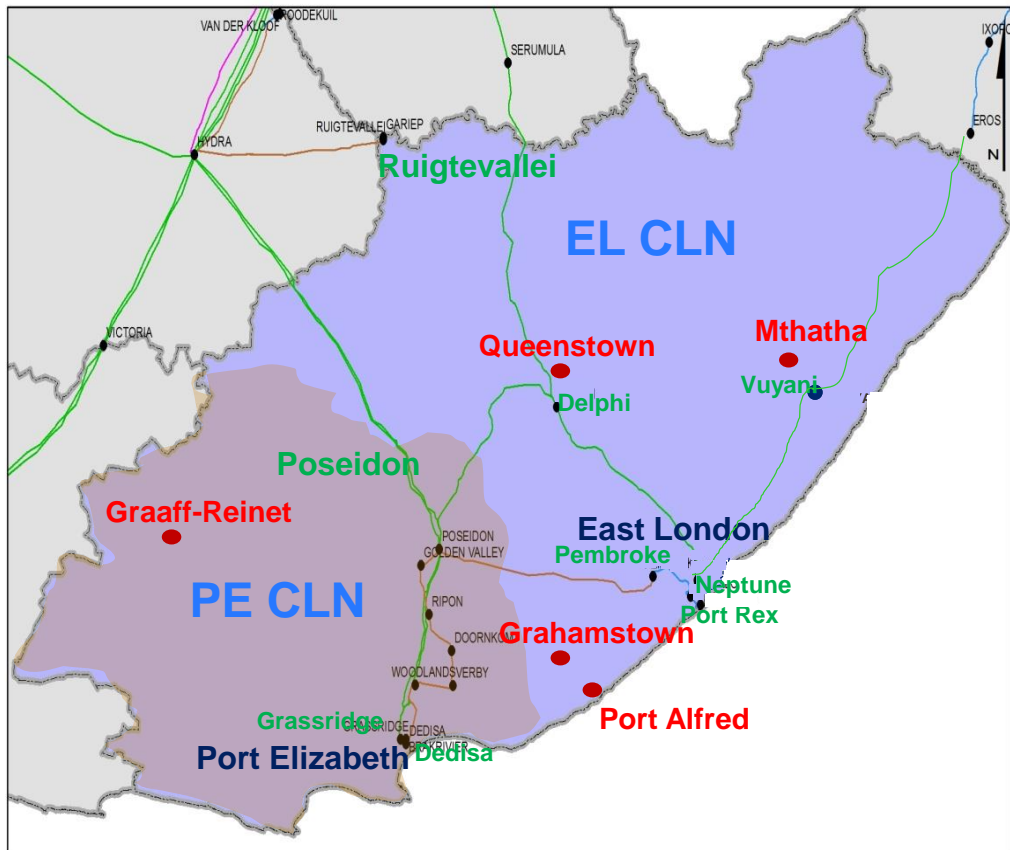 ROODEKUIL
VAN DER KLOOF
SERUMULA
EROS
N
RUIGTEVALLEI
GARIEP
HYDRA
Ruigtevallei
EL CLN
VICTORIA
Queenstown
Mthatha
Vuyani
Delphi
Poseidon
Graaff-Reinet
POSEIDON
GOLDEN VALLEY
East London
Pembroke
Neptune
Port Rex
PE CLN
RIPON
DOORNKOM
Grahamstown
WOODLANDS
VERBY
Port Alfred
Grassridge
GRASSRIDGE
DEDISA
Port Elizabeth
Dedisa